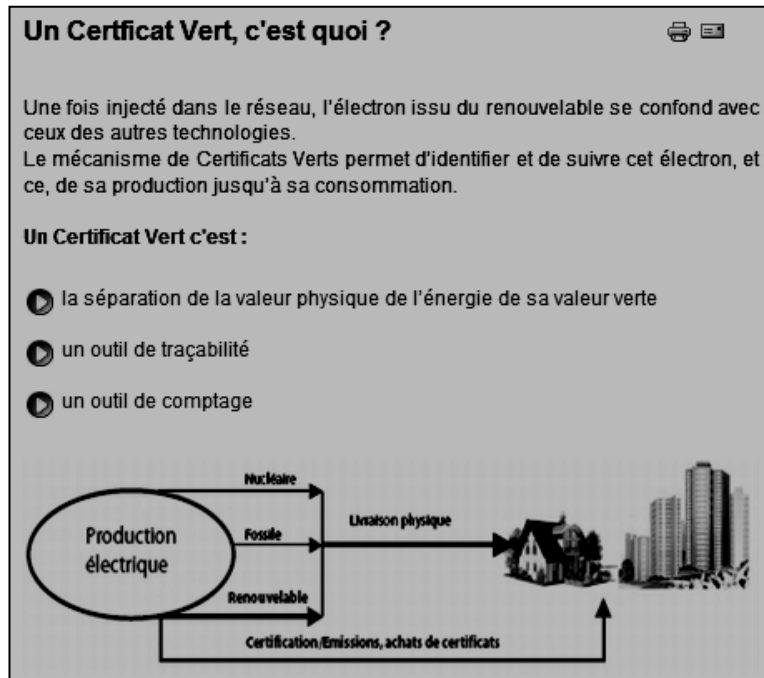 Un Certficat Vert, c'est quoi ?
Une fois injecté dans le réseau, l'électron issu du renouvelable se confond avec
ceux des autres technologies.
Le mécanisme de Certificats Verts permet d'identifier et de suivre cet électron, et
ce, de sa production jusqu'à sa consommation.
Un Certificat Vert c'est :
la séparation de la valeur physique de l'énergie de sa valeur verte
un outil de traçabilité
un outil de comptage
Nucléaire
Production
électrique
Fossile
Livraison physique
Renouvelable
Certification/Emissions, achats de certificats